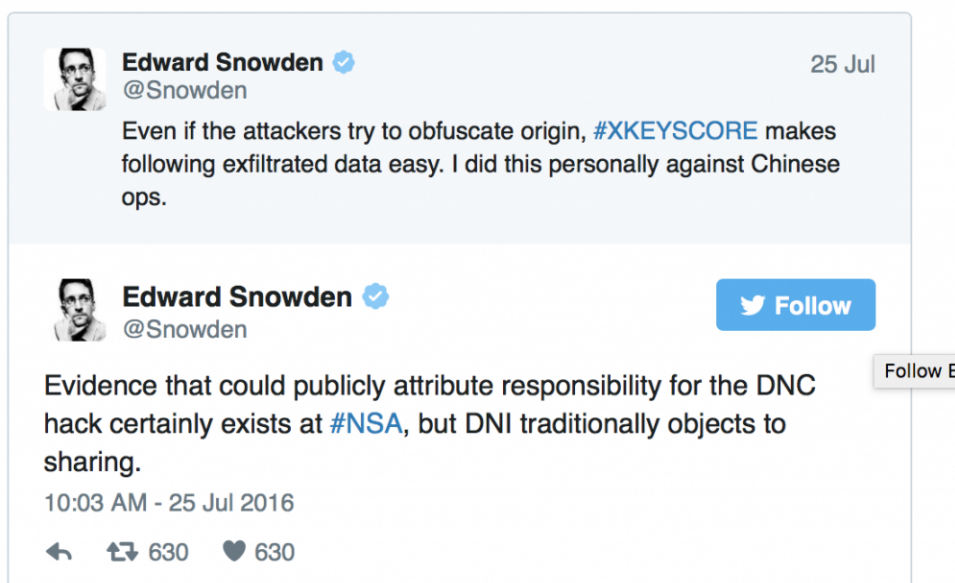 Edward Snowden
25 Jul
@Snowden
Even if the attackers try to obfuscate origin, #XKEYSCORE makes
following exfiltrated data easy. I did this personally against Chinese
ops.
Edward Snowden
Follow
@Snowden
Follow E
Evidence that could publicly attribute responsibility for the DNC
hack certainly exists at #NSA, but DNI traditionally objects to
sharing.
10:03 AM - 25 Jul 2016
630 630